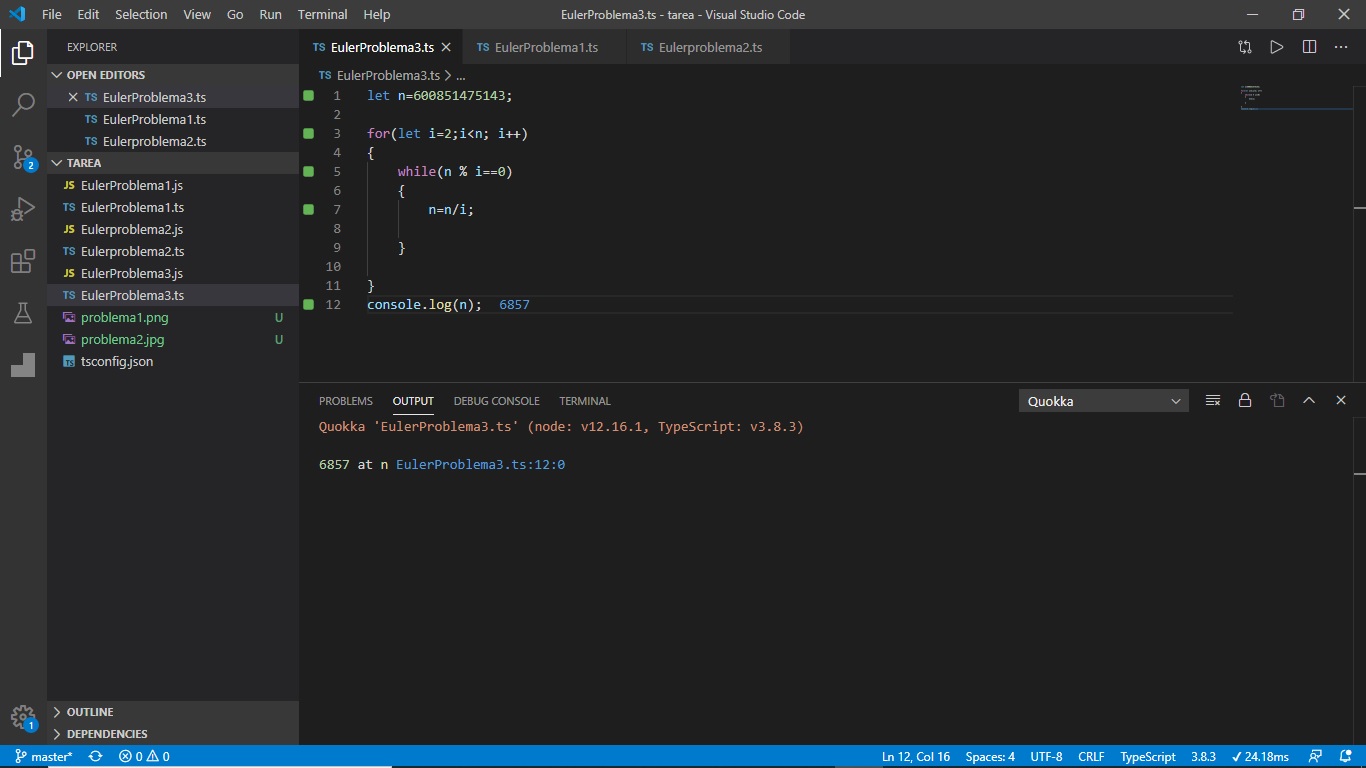 File Edit Selection View Go Run Terminal Help EulerProblema3.ts - tarea - Visual Studio Code
EXPLORER
OPEN EDITORS
TS EulerProblema3.ts
TS EulerProblema1.ts
TS Eulerproblema2.ts
TAREA
JS EulerProblema1.js
TS EulerProblema1.ts
JS Eulerproblema2.js
TS Eulerproblema2.ts
JS EulerProblema3.js
TS EulerProblema3.ts
problema1.png U
problema2.jpg U
TS tsconfig.json
OUTLINE
DEPENDENCIES
2
1
TS EulerProblema3.ts TS EulerProblema1.ts TS Eulerproblema2.ts
TS EulerProblema3.ts > ...
1 let n=600851475143;
2
3 for(let i=2;i<n; i++)
4 {
5     while(n % i==0)
6     {
7         n=n/i;
8
9     }
10
11 }
12 console.log(n); 6857
PROBLEMS OUTPUT DEBUG CONSOLE TERMINAL Quokka
Quokka 'EulerProblema3.ts' (node: v12.16.1, TypeScript: v3.8.3)
6857 at n EulerProblema3.ts:12:0
master* 0 0 Ln 12, Col 16 Spaces: 4 UTF-8 CRLF TypeScript 3.8.3 ✓ 24.18ms